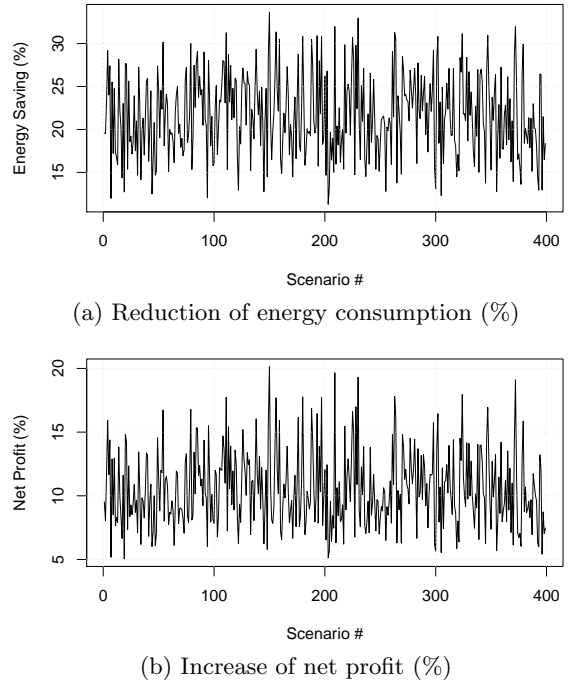 30
25
20
15
Energy Saving (%)
0 100 200 300 400
Scenario #
(a) Reduction of energy consumption (%)
20
15
10
5
Net Profit (%)
0 100 200 300 400
Scenario #
(b) Increase of net profit (%)